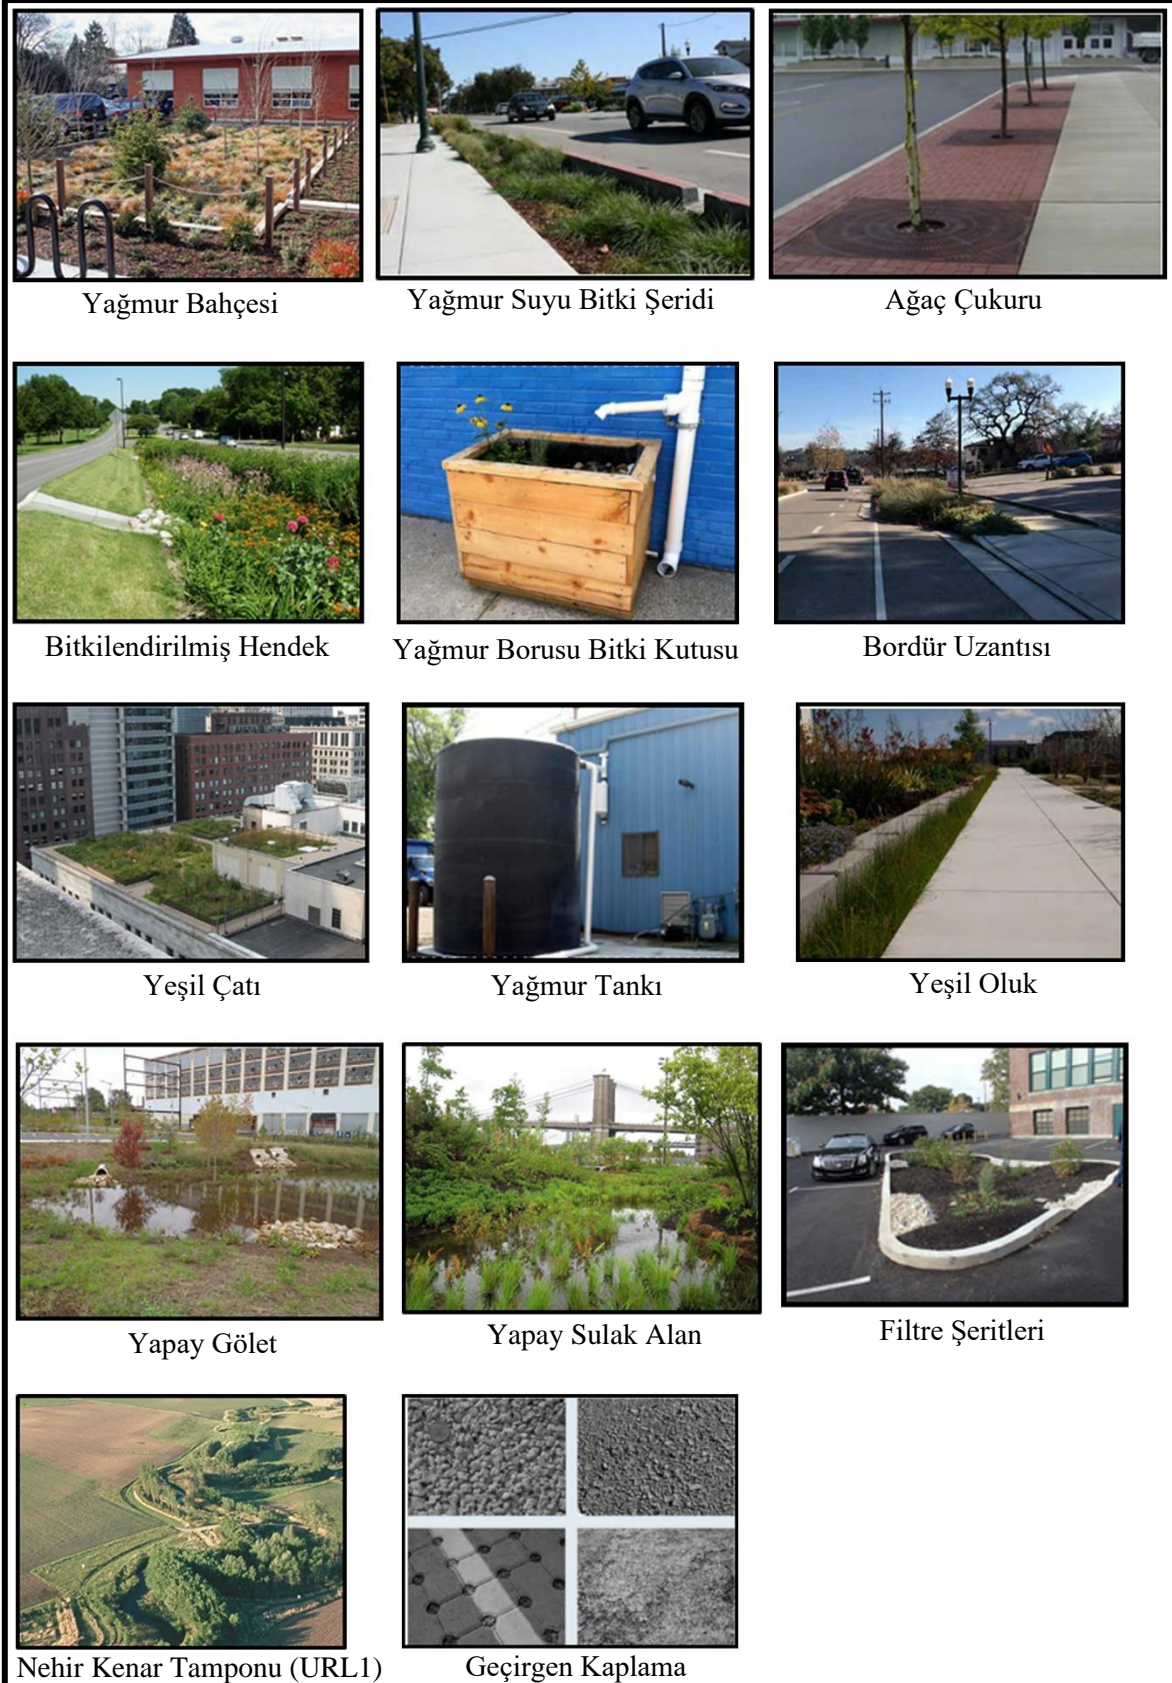 Yağmur Bahçesi
Yağmur Suyu Bitki Şeridi
Ağaç Çukuru
Bitkilendirilmiş Hendek
Yağmur Borusu Bitki Kutusu
Bordür Uzantısı
Yeşil Çatı
Yağmur Tankı
Yeşil Oluk
Yapay Gölet
Yapay Sulak Alan
Filtre Şeritleri
Nehir Kenar Tamponu (URL1)
Geçirgen Kaplama